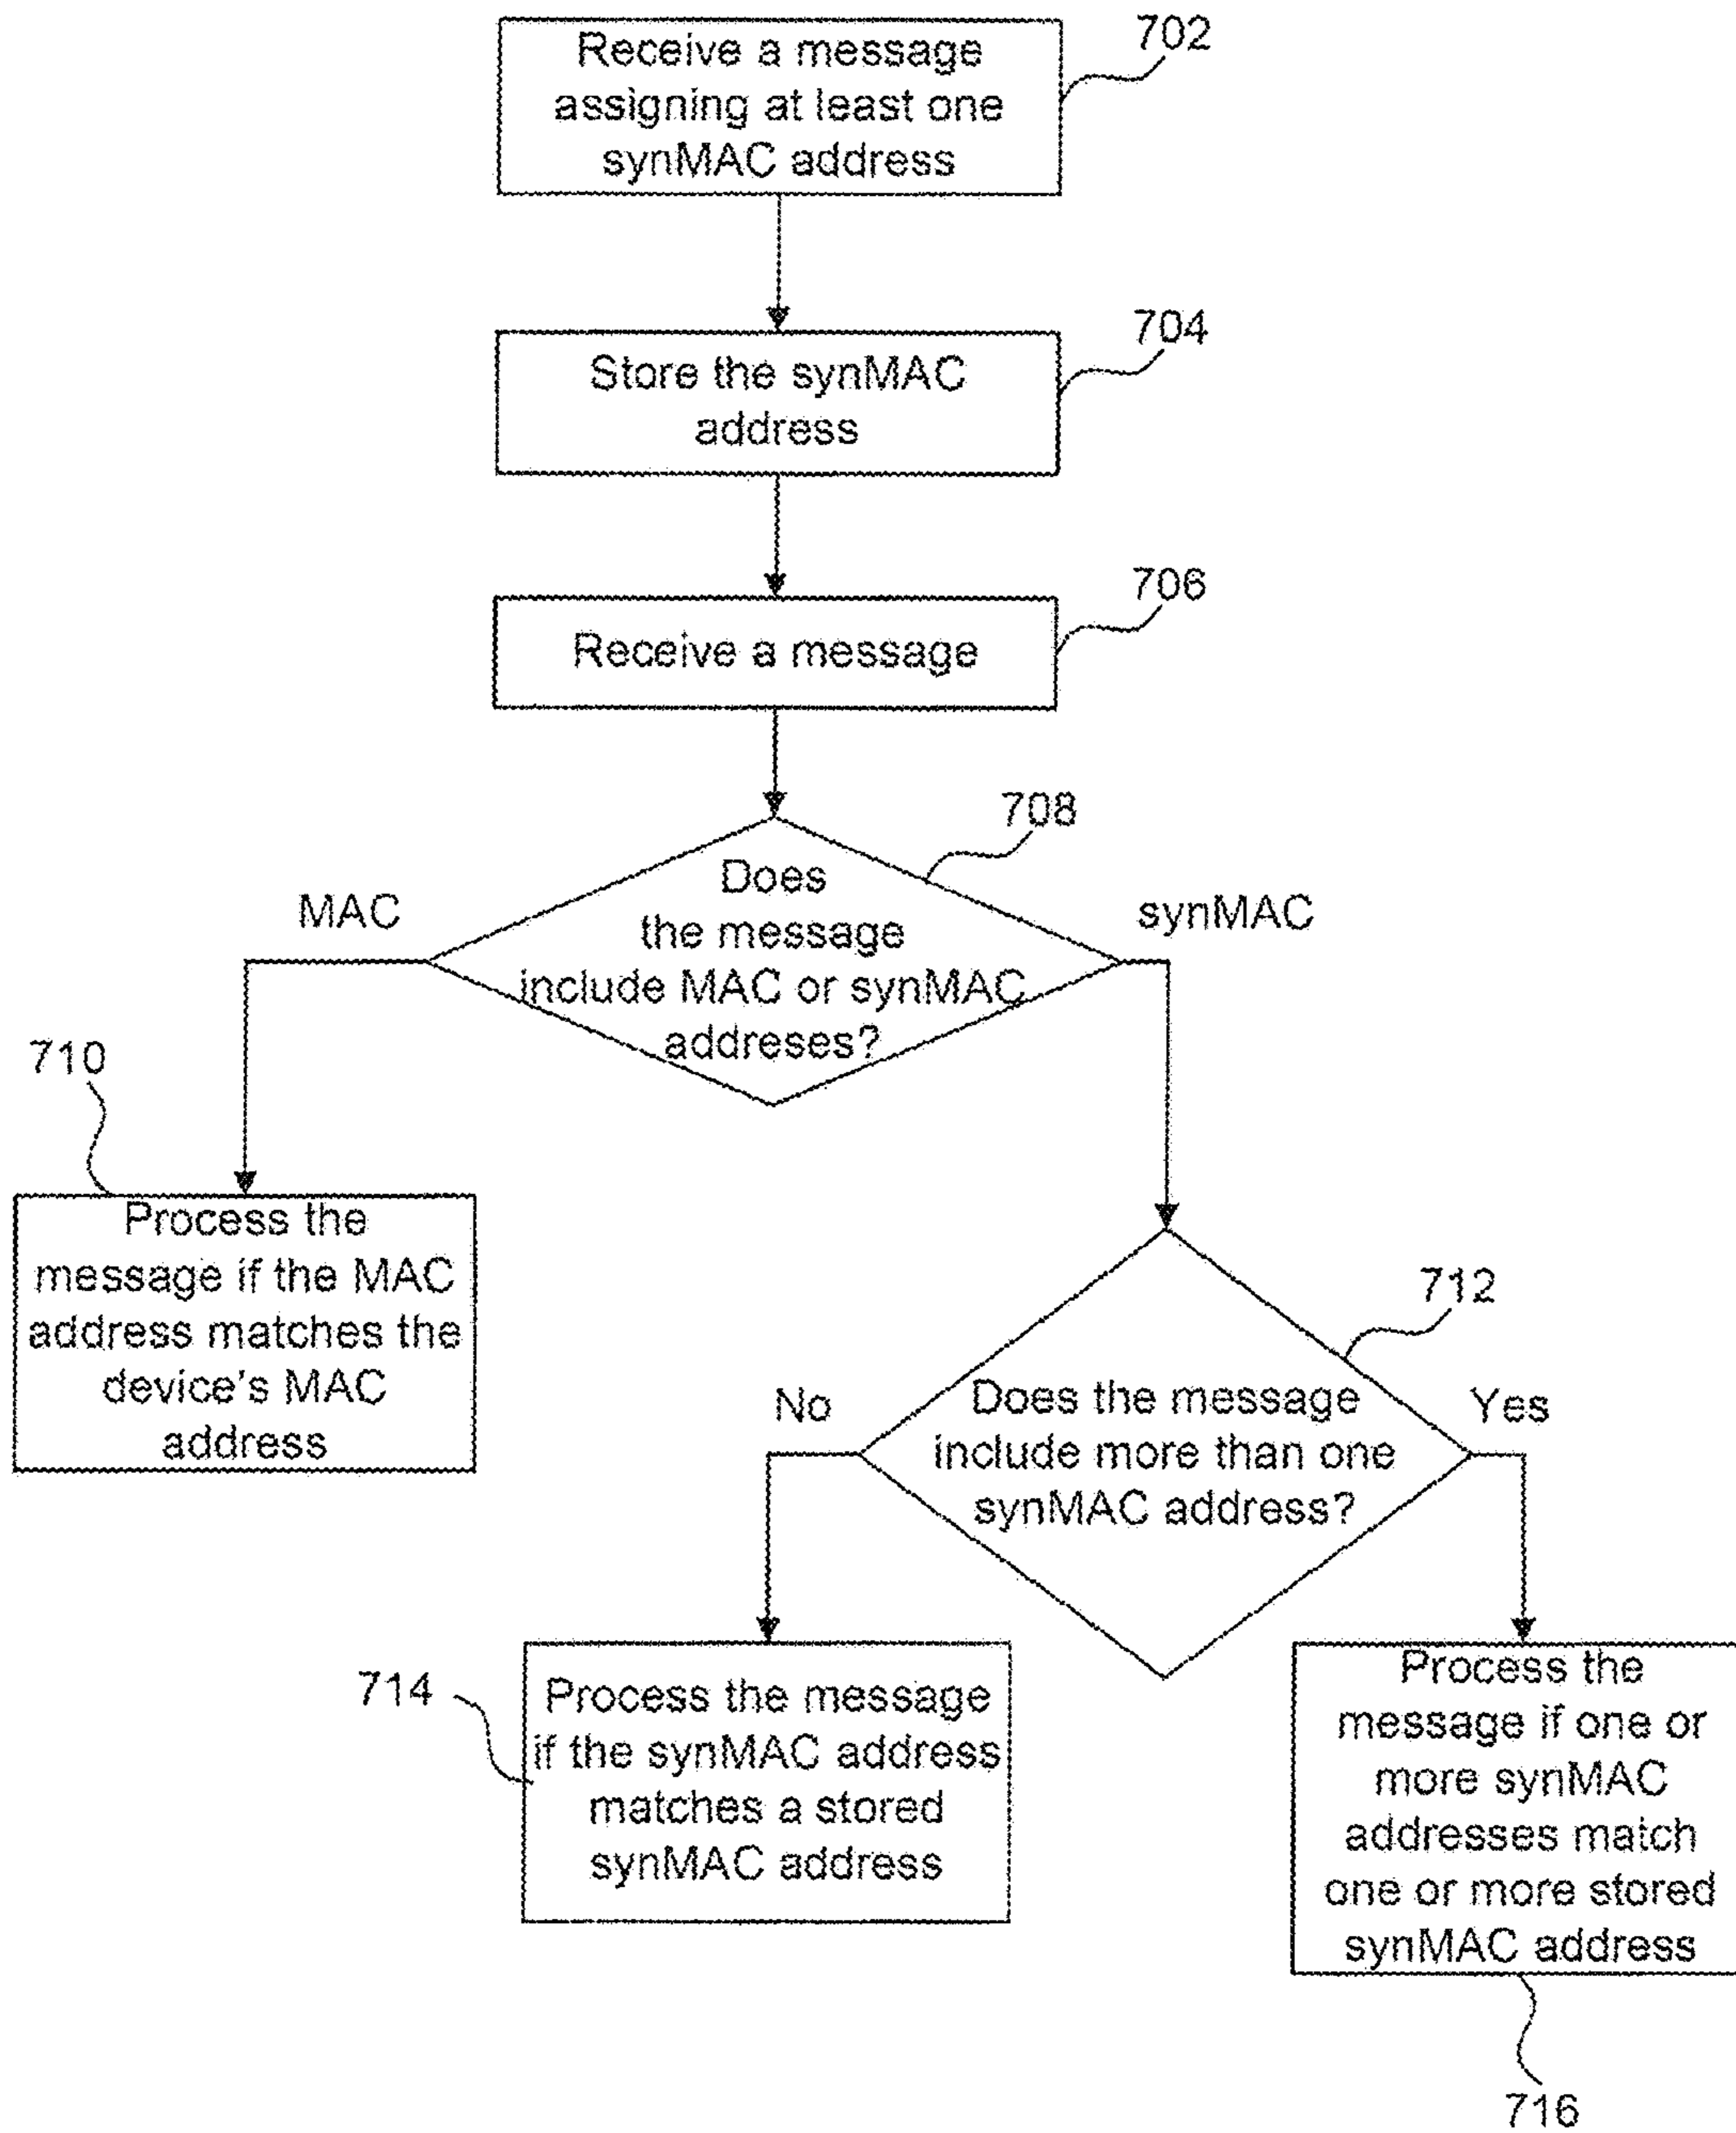 Receive a message
assigning at least one
synMAC address
702
Store the synMAC
address
704
Receive a message
706
708
Does
the message
include MAC or synMAC
addreses?
MAC
synMAC
710
Process the
message if the MAC
address matches the
device's MAC
address
712
Does the message
include more than one
synMAC address?
No
Yes
714
Process the message
if the synMAC address
matches a stored
synMAC address
Process the
message if one or
more synMAC
addresses match
one or more stored
synMAC address
716